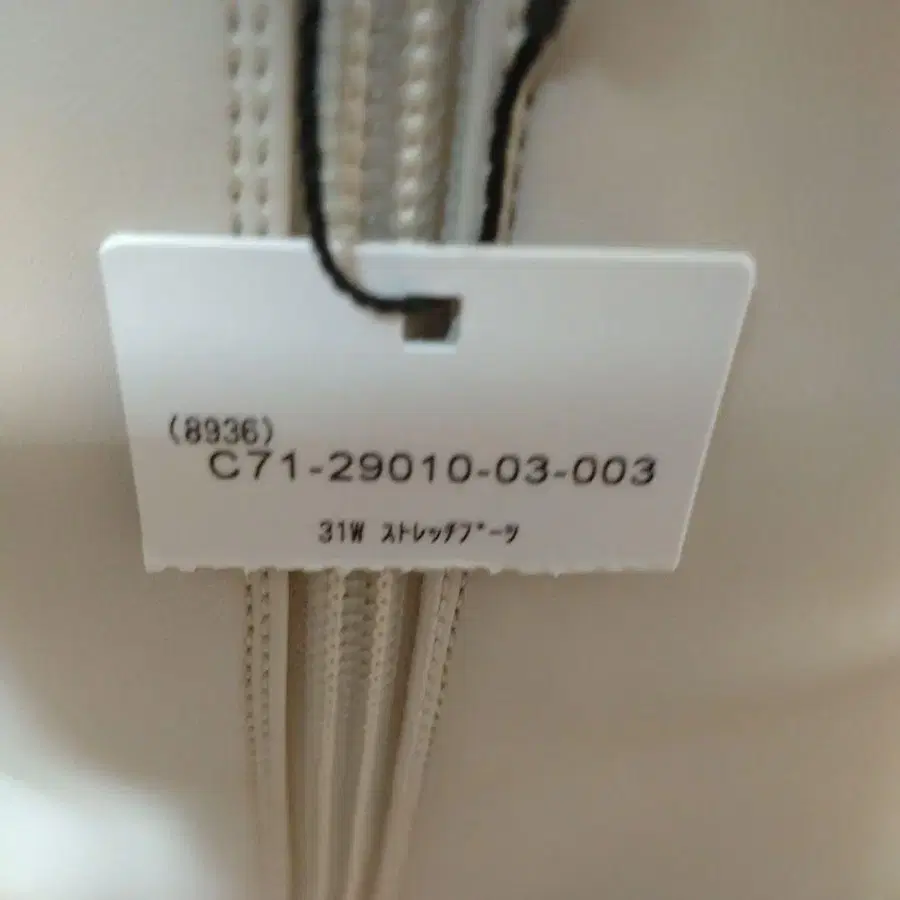 (8936)
C71-29010-03-003
31W ｽﾄﾚｯﾁﾌﾞｰﾂ